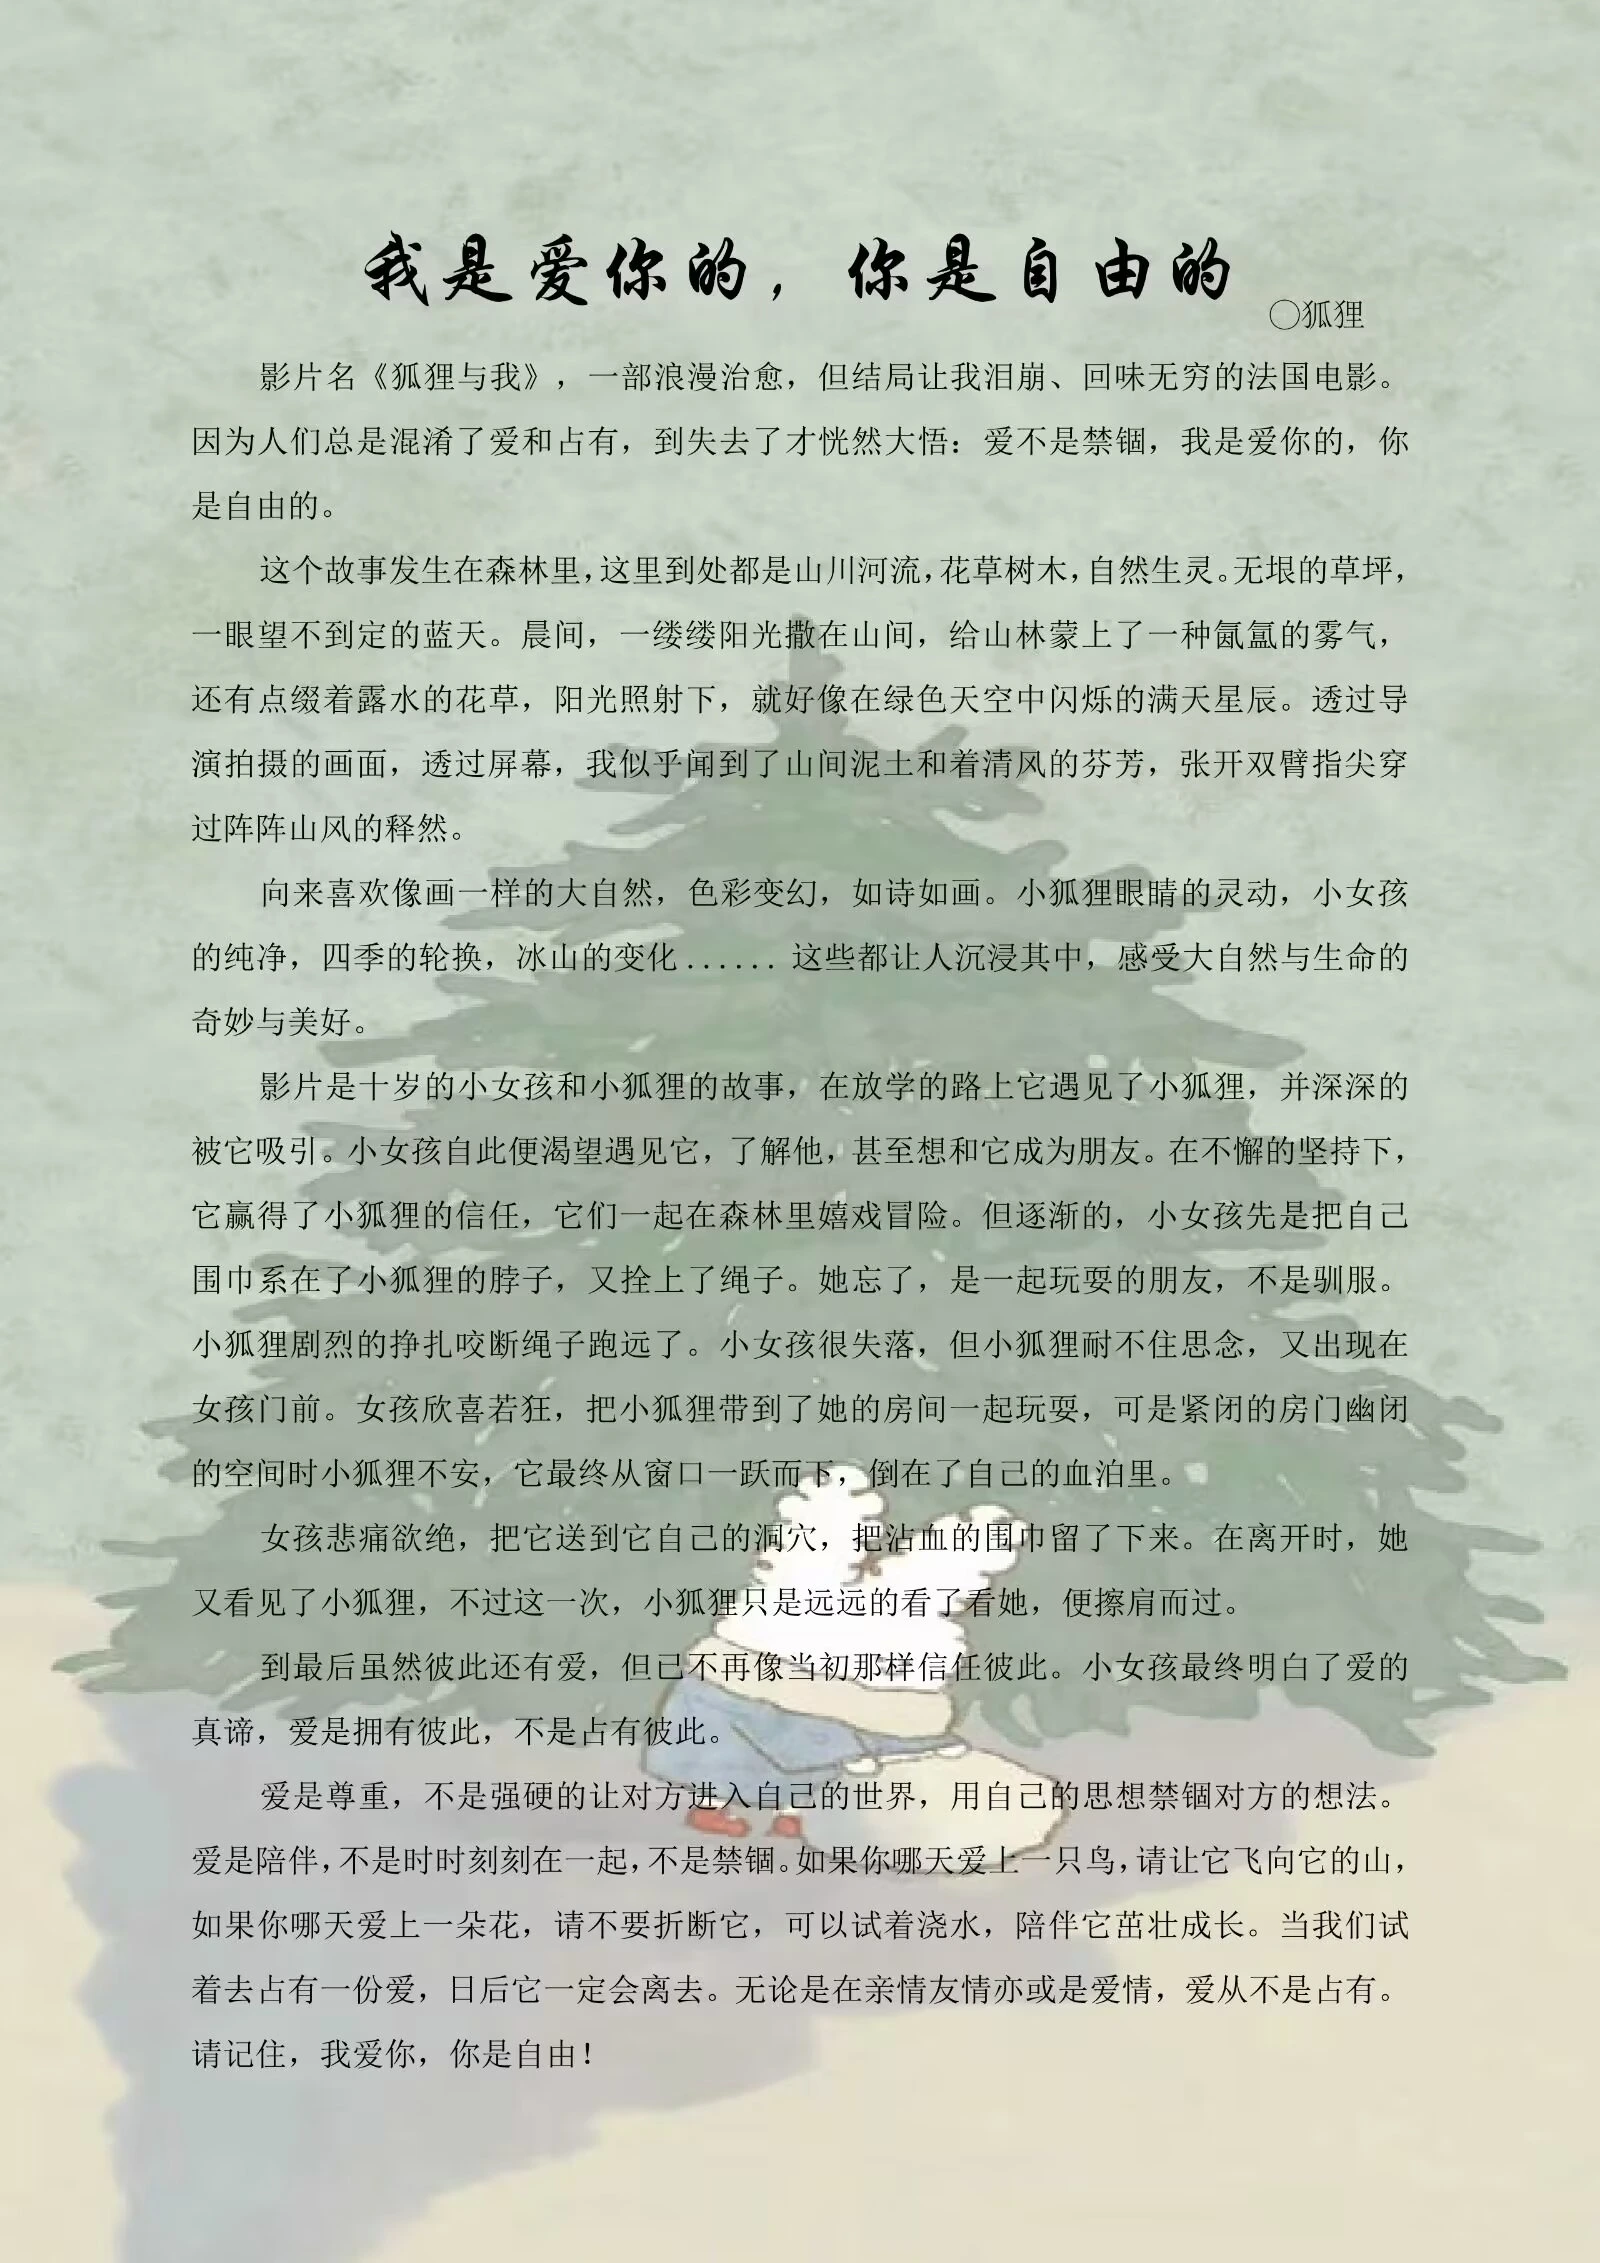 我是爱你的，你是自由的
〇狐狸
影片名《狐狸与我》，一部浪漫治愈，但结局让我泪崩、回味无穷的法国电影。
因为人们总是混淆了爱和占有，到失去了才恍然大悟：爱不是禁锢，我是爱你的，你
是自由的。
这个故事发生在森林里，这里到处都是山川河流，花草树木，自然生灵。无垠的草坪，
一眼望不到定的蓝天。晨间，一缕缕阳光撒在山间，给山林蒙上了一种氤氲的雾气，
还有点缀着露水的花草，阳光照射下，就好像在绿色天空中闪烁的满天星辰。透过导
演拍摄的画面，透过屏幕，我似乎闻到了山间泥土和着清风的芬芳，张开双臂指尖穿
过阵阵山风的释然。
向来喜欢像画一样的大自然，色彩变幻，如诗如画。小狐狸眼睛的灵动，小女孩
的纯净，四季的轮换，冰山的变化......这些都让人沉浸其中，感受大自然与生命的
奇妙与美好。
影片是十岁的小女孩和小狐狸的故事，在放学的路上它遇见了小狐狸，并深深的
被它吸引。小女孩自此便渴望遇见它，了解他，甚至想和它成为朋友。在不懈的坚持下，
它赢得了小狐狸的信任，它们一起在森林里嬉戏冒险。但逐渐的，小女孩先是把自己
围巾系在了小狐狸的脖子，又拴上了绳子。她忘了，是一起玩耍的朋友，不是驯服。
小狐狸剧烈的挣扎咬断绳子跑远了。小女孩很失落，但小狐狸耐不住思念，又出现在
女孩门前。女孩欣喜若狂，把小狐狸带到了她的房间一起玩耍，可是紧闭的房门幽闭
的空间时小狐狸不安，它最终从窗口一跃而下，倒在了自己的血泊里。
女孩悲痛欲绝，把它送到它自己的洞穴，把沾血的围巾留了下来。在离开时，她
又看见了小狐狸，不过这一次，小狐狸只是远远的看了看她，便擦肩而过。
到最后虽然彼此还有爱，但已不再像当初那样信任彼此。小女孩最终明白了爱的
真谛，爱是拥有彼此，不是占有彼此。
爱是尊重，不是强硬的让对方进入自己的世界，用自己的思想禁锢对方的想法。
爱是陪伴，不是时时刻刻在一起，不是禁锢。如果你哪天爱上一只鸟，请让它飞向它的山，
如果你哪天爱上一朵花，请不要折断它，可以试着浇水，陪伴它茁壮成长。当我们试
着去占有一份爱，日后它一定会离去。无论是在亲情友情亦或是爱情，爱从不是占有。
请记住，我爱你，你是自由！